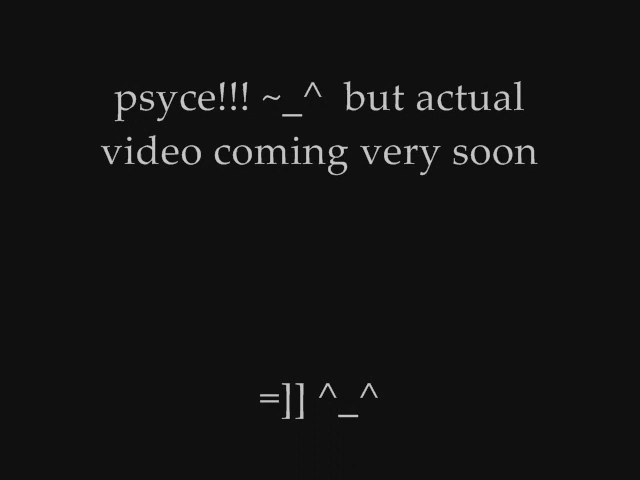 psyce!!! ~_^ but actual
video coming very soon
=]] ^_^